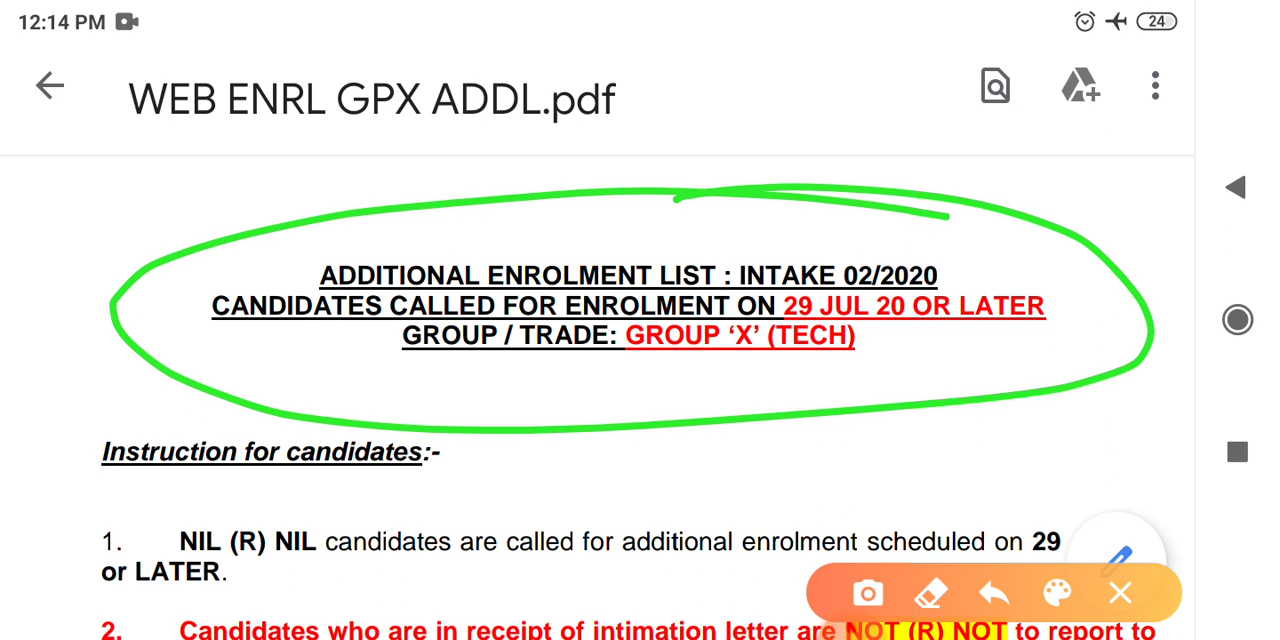 12:14 PM 24
WEB ENRL GPX ADDL.pdf
ADDITIONAL ENROLMENT LIST : INTAKE 02/2020
CANDIDATES CALLED FOR ENROLMENT ON 29 JUL 20 OR LATER
GROUP / TRADE: GROUP ‘X’ (TECH)
Instruction for candidates:-
1. NIL (R) NIL candidates are called for additional enrolment scheduled on 29
or LATER.
2. Candidates who are in receipt of intimation letter are NOT (R) NOT to report to